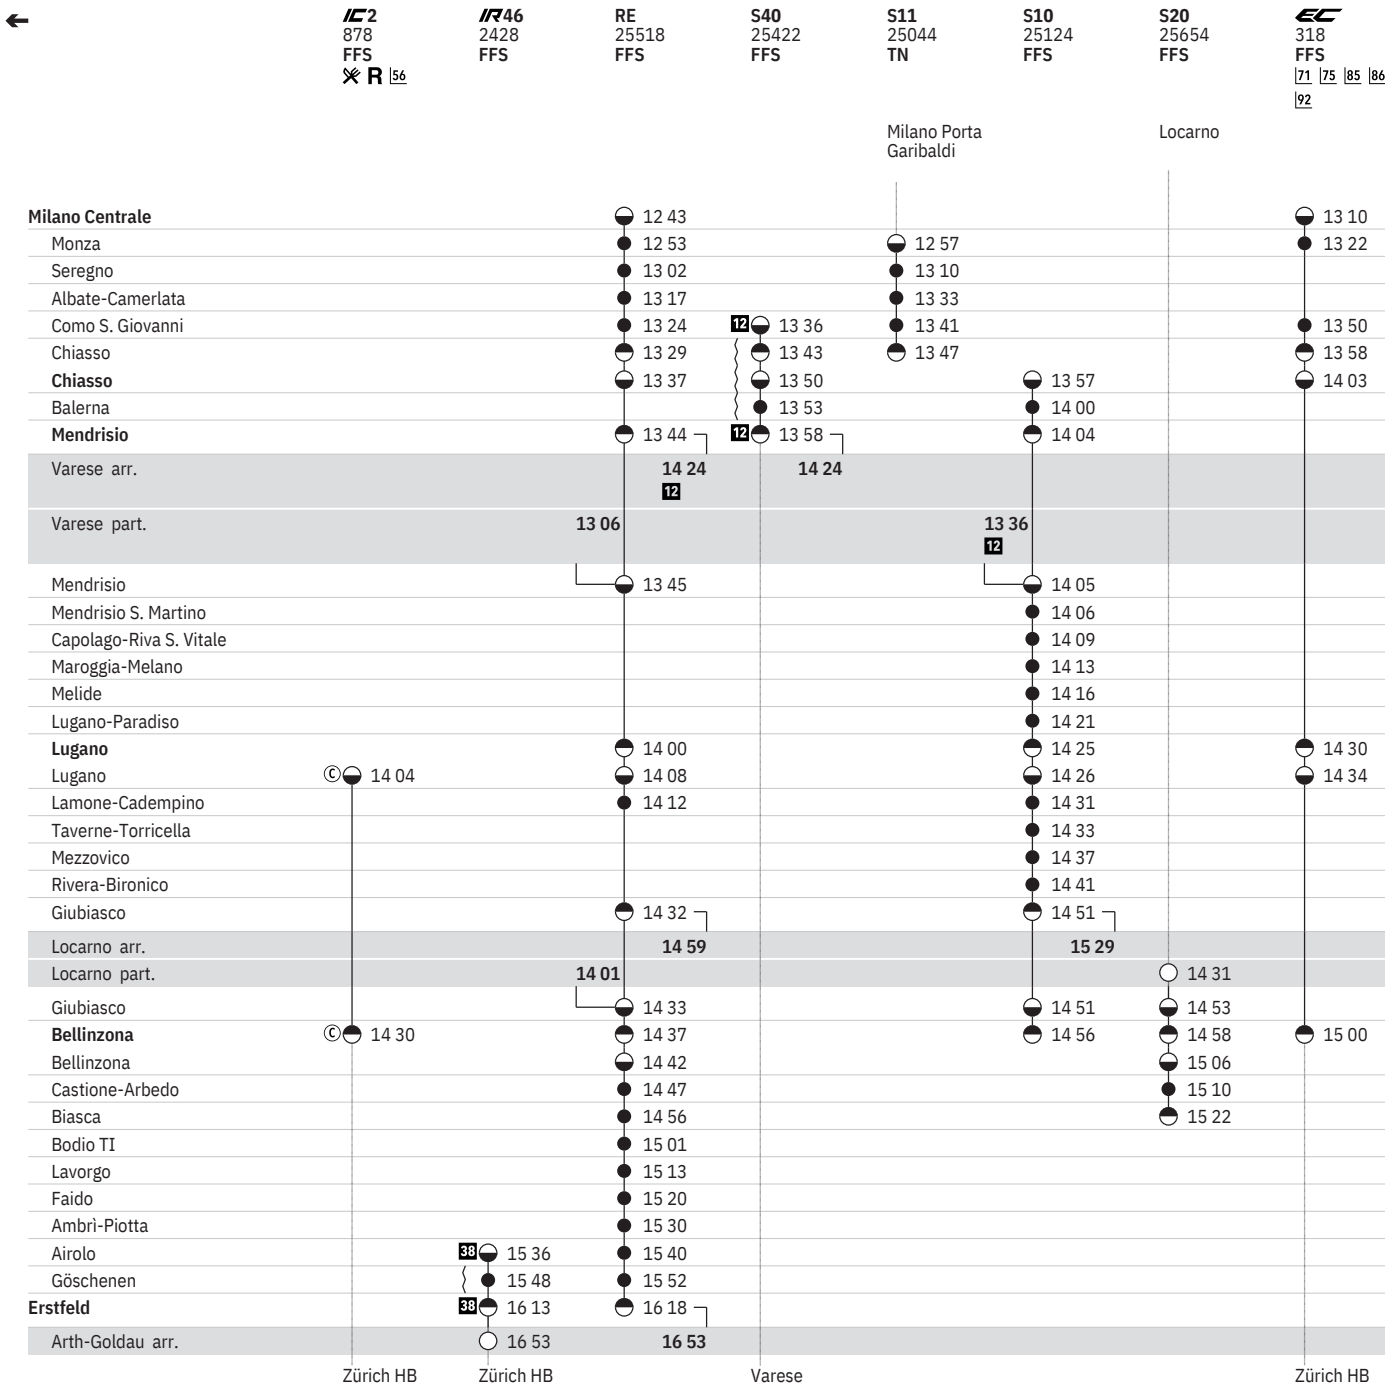 IC2 IR46 RE S40 S11 S10 S20 EC
878 2428 25518 25422 25044 25124 25654 318
FFS FFS FFS FFS TN FFS FFS FFS
R 56 71 75 85 86
92
Milano Porta Locarno
Garibaldi
Milano Centrale 12 43 13 10
Monza 12 53 12 57 13 22
Seregno 13 02 13 10
Albate-Camerlata 13 17 13 33
Como S. Giovanni 13 24 12 13 36 13 41 13 50
Chiasso 13 29 13 43 13 47 13 58
Chiasso 13 37 13 50 13 57 14 03
Balerna 13 53 14 00
Mendrisio 13 44 12 13 58 14 04
Varese arr. 14 24 14 24
12
Varese part. 13 06 13 36
12
Mendrisio 13 45 14 05
Mendrisio S. Martino 14 06
Capolago-Riva S. Vitale 14 09
Maroggia-Melano 14 13
Melide 14 16
Lugano-Paradiso 14 21
Lugano 14 00 14 25 14 30
Lugano C 14 04 14 08 14 26 14 34
Lamone-Cadempino 14 12 14 31
Taverne-Torricella 14 33
Mezzovico 14 37
Rivera-Bironico 14 41
Giubiasco 14 32 14 51
Locarno arr. 14 59 15 29
Locarno part. 14 01 14 31
Giubiasco 14 33 14 51 14 53
Bellinzona C 14 30 14 37 14 56 14 58 15 00
Bellinzona 14 42 15 06
Castione-Arbedo 14 47 15 10
Biasca 14 56 15 22
Bodio TI 15 01
Lavorgo 15 13
Faido 15 20
Ambrì-Piotta 15 30
Airolo 38 15 36 15 40
Göschenen 15 48 15 52
Erstfeld 38 16 13 16 18
Arth-Goldau arr. 16 53 16 53
Zürich HB Zürich HB Varese Zürich HB